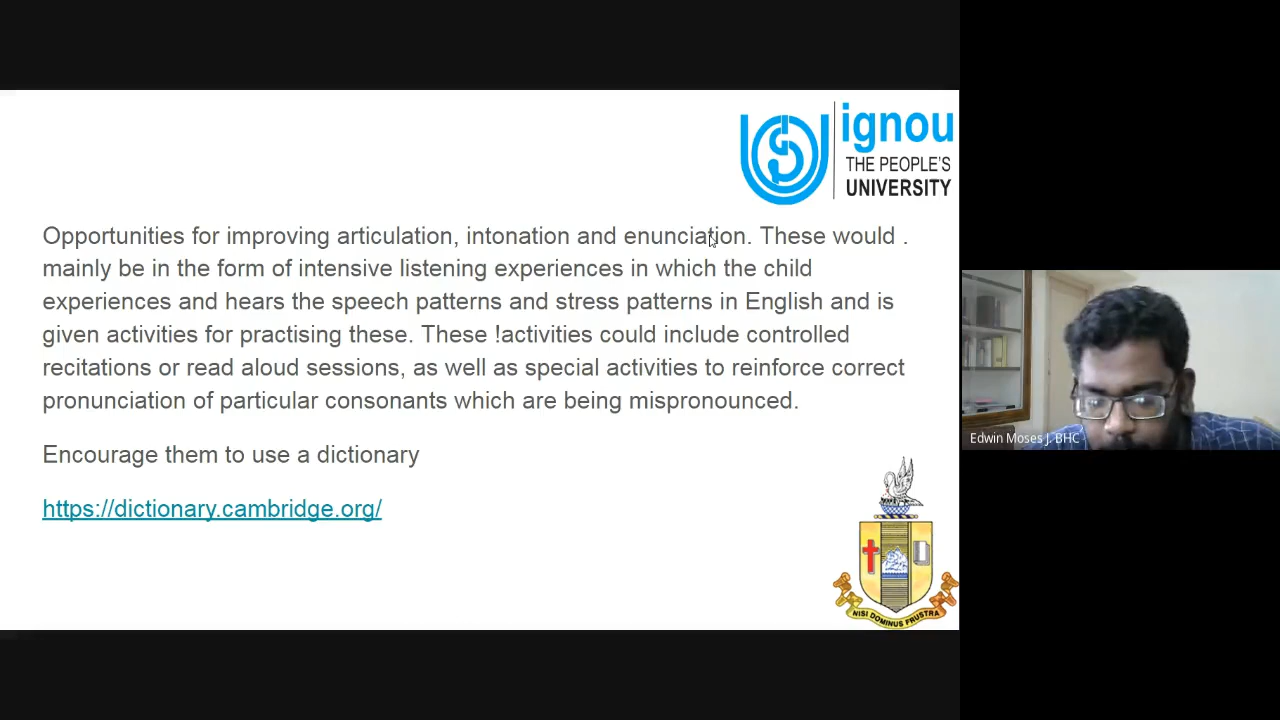 ignou
THE PEOPLE'S
UNIVERSITY
Opportunities for improving articulation, intonation and enunciation. These would .
mainly be in the form of intensive listening experiences in which the child
experiences and hears the speech patterns and stress patterns in English and is
given activities for practising these. These !activities could include controlled
recitations or read aloud sessions, as well as special activities to reinforce correct
pronunciation of particular consonants which are being mispronounced.
Encourage them to use a dictionary
https://dictionary.cambridge.org/
NISI DOMINUS FRUSTRA
Edwin Moses J. BHC